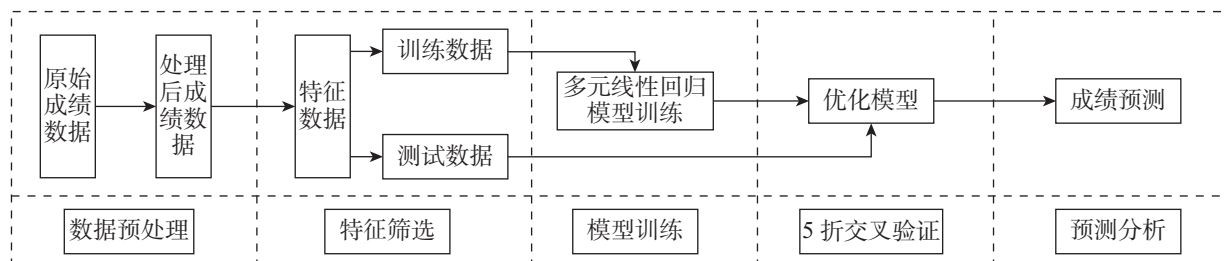 原始
成绩
数据
处理
后成
绩数
据
特征
数据
训练数据
测试数据
多元线性回归
模型训练
优化模型
成绩预测
数据预处理
特征筛选
模型训练
5 折交叉验证
预测分析